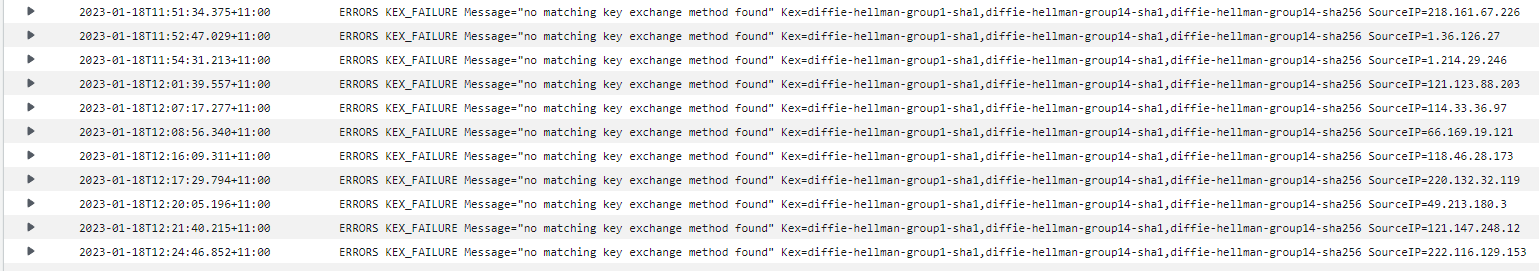 2023-01-18T11:51:34.375+11:00 ERRORS KEX_FAILURE Message="no matching key exchange method found" Kex=diffie-hellman-group1-sha1,diffie-hellman-group14-sha1,diffie-hellman-group14-sha256 SourceIP=218.161.67.226
2023-01-18T11:52:47.029+11:00 ERRORS KEX_FAILURE Message="no matching key exchange method found" Kex=diffie-hellman-group1-sha1,diffie-hellman-group14-sha1,diffie-hellman-group14-sha256 SourceIP=1.36.126.27
2023-01-18T11:54:31.213+11:00 ERRORS KEX_FAILURE Message="no matching key exchange method found" Kex=diffie-hellman-group1-sha1,diffie-hellman-group14-sha1,diffie-hellman-group14-sha256 SourceIP=1.214.29.246
2023-01-18T12:01:39.557+11:00 ERRORS KEX_FAILURE Message="no matching key exchange method found" Kex=diffie-hellman-group1-sha1,diffie-hellman-group14-sha1,diffie-hellman-group14-sha256 SourceIP=121.123.88.203
2023-01-18T12:07:17.277+11:00 ERRORS KEX_FAILURE Message="no matching key exchange method found" Kex=diffie-hellman-group1-sha1,diffie-hellman-group14-sha1,diffie-hellman-group14-sha256 SourceIP=114.33.36.97
2023-01-18T12:08:56.340+11:00 ERRORS KEX_FAILURE Message="no matching key exchange method found" Kex=diffie-hellman-group1-sha1,diffie-hellman-group14-sha1,diffie-hellman-group14-sha256 SourceIP=66.169.19.121
2023-01-18T12:16:09.311+11:00 ERRORS KEX_FAILURE Message="no matching key exchange method found" Kex=diffie-hellman-group1-sha1,diffie-hellman-group14-sha1,diffie-hellman-group14-sha256 SourceIP=118.46.28.173
2023-01-18T12:17:29.794+11:00 ERRORS KEX_FAILURE Message="no matching key exchange method found" Kex=diffie-hellman-group1-sha1,diffie-hellman-group14-sha1,diffie-hellman-group14-sha256 SourceIP=220.132.32.119
2023-01-18T12:20:05.196+11:00 ERRORS KEX_FAILURE Message="no matching key exchange method found" Kex=diffie-hellman-group1-sha1,diffie-hellman-group14-sha1,diffie-hellman-group14-sha256 SourceIP=49.213.180.3
2023-01-18T12:21:40.215+11:00 ERRORS KEX_FAILURE Message="no matching key exchange method found" Kex=diffie-hellman-group1-sha1,diffie-hellman-group14-sha1,diffie-hellman-group14-sha256 SourceIP=121.147.248.12
2023-01-18T12:24:46.852+11:00 ERRORS KEX_FAILURE Message="no matching key exchange method found" Kex=diffie-hellman-group1-sha1,diffie-hellman-group14-sha1,diffie-hellman-group14-sha256 SourceIP=222.116.129.153